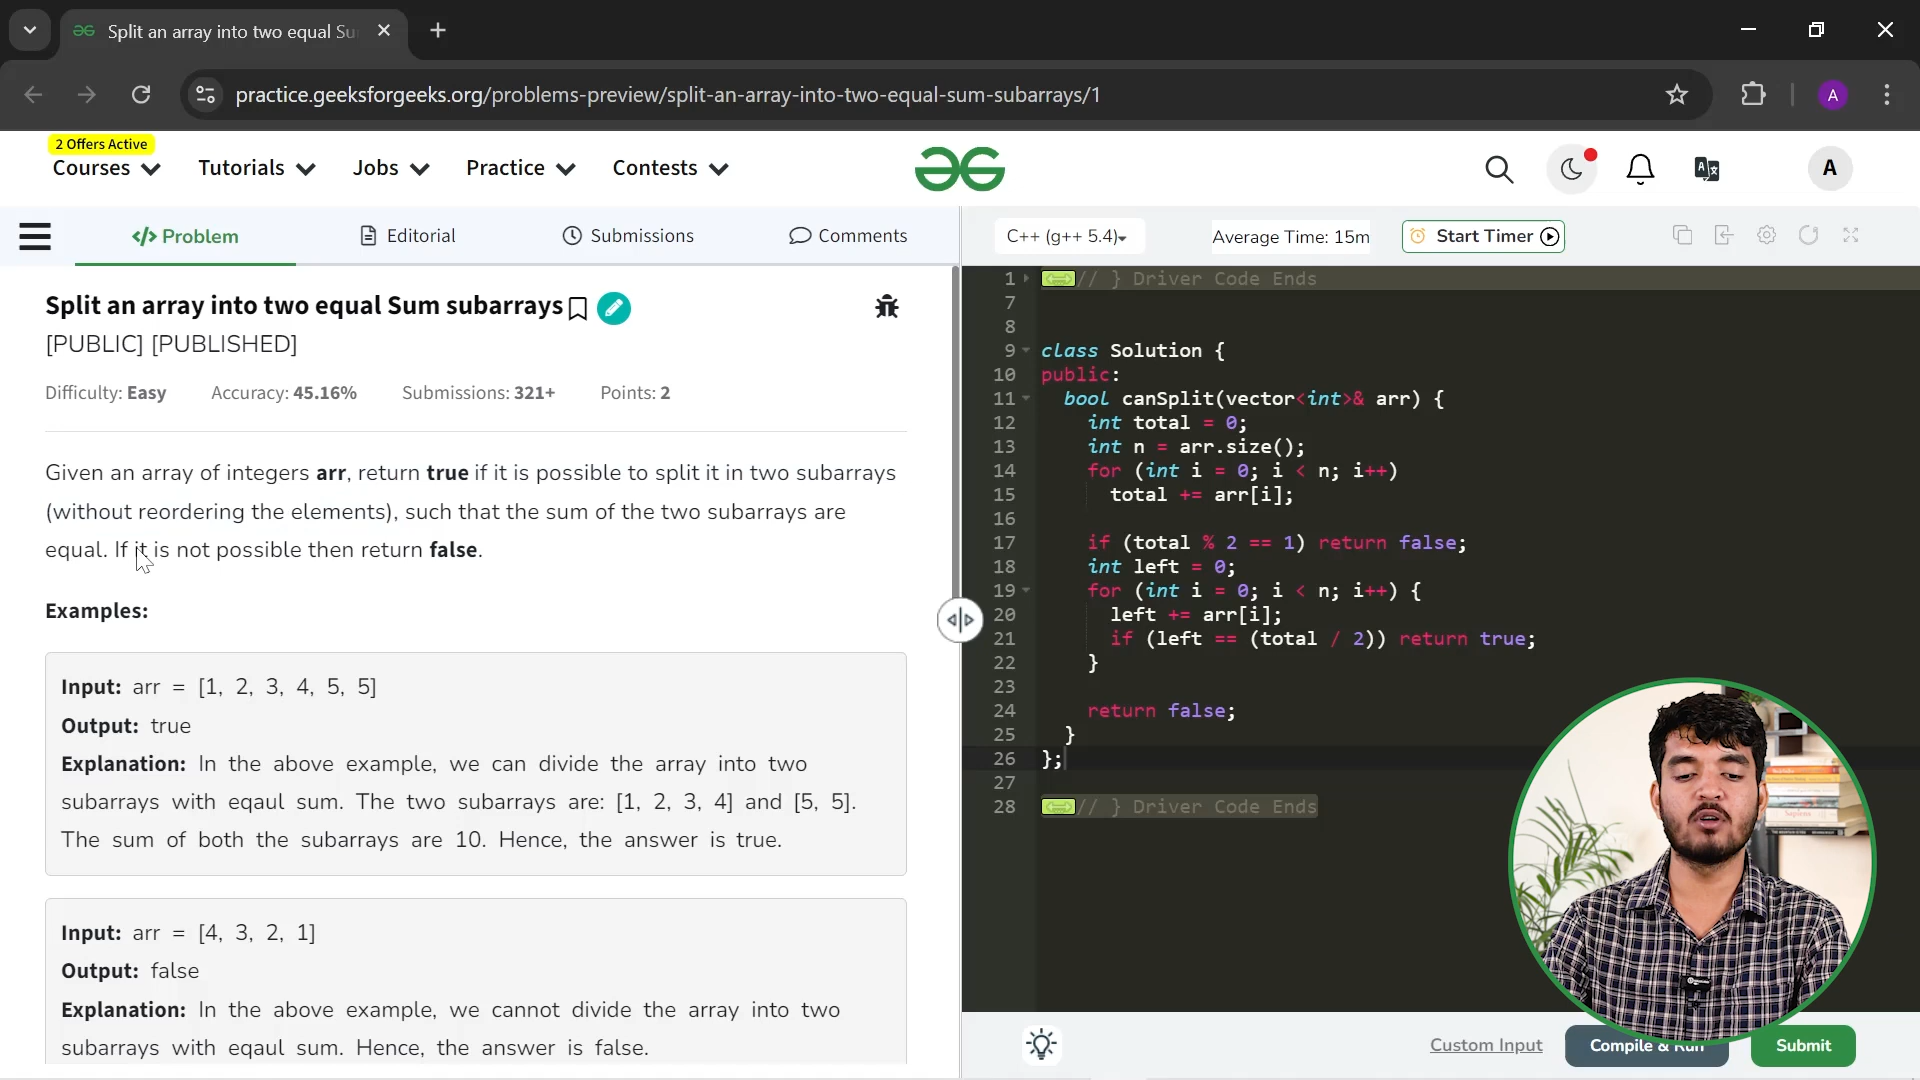 Split an array into two equal Su
practice.geeksforgeeks.org/problems-preview/split-an-array-into-two-equal-sum-subarrays/1
A
2 Offers Active
Courses
Tutorials
Jobs
Practice
Contests
A
</> Problem
Editorial
Submissions
Comments
C++ (g++ 5.4)
Average Time: 15m
Start Timer
Split an array into two equal Sum subarrays
[PUBLIC] [PUBLISHED]
Difficulty: Easy
Accuracy: 45.16%
Submissions: 321+
Points: 2
Given an array of integers arr, return true if it is possible to split it in two subarrays
(without reordering the elements), such that the sum of the two subarrays are
equal. If it is not possible then return false.
Examples:
Input: arr = [1, 2, 3, 4, 5, 5]
Output: true
Explanation: In the above example, we can divide the array into two
subarrays with eqaul sum. The two subarrays are: [1, 2, 3, 4] and [5, 5].
The sum of both the subarrays are 10. Hence, the answer is true.
Input: arr = [4, 3, 2, 1]
Output: false
Explanation: In the above example, we cannot divide the array into two
subarrays with eqaul sum. Hence, the answer is false.
1 // } Driver Code Ends
7
8
9 class Solution {
10 public:
11 bool canSplit(vector<int>& arr) {
12 int total = 0;
13 int n = arr.size();
14 for (int i = 0; i < n; i++)
15 total += arr[i];
16
17 if (total % 2 == 1) return false;
18 int left = 0;
19 for (int i = 0; i < n; i++) {
20 left += arr[i];
21 if (left == (total / 2)) return true;
22 }
23
24 return false;
25 }
26 };
27
28 // } Driver Code Ends
Custom Input
Compile & Run
Submit